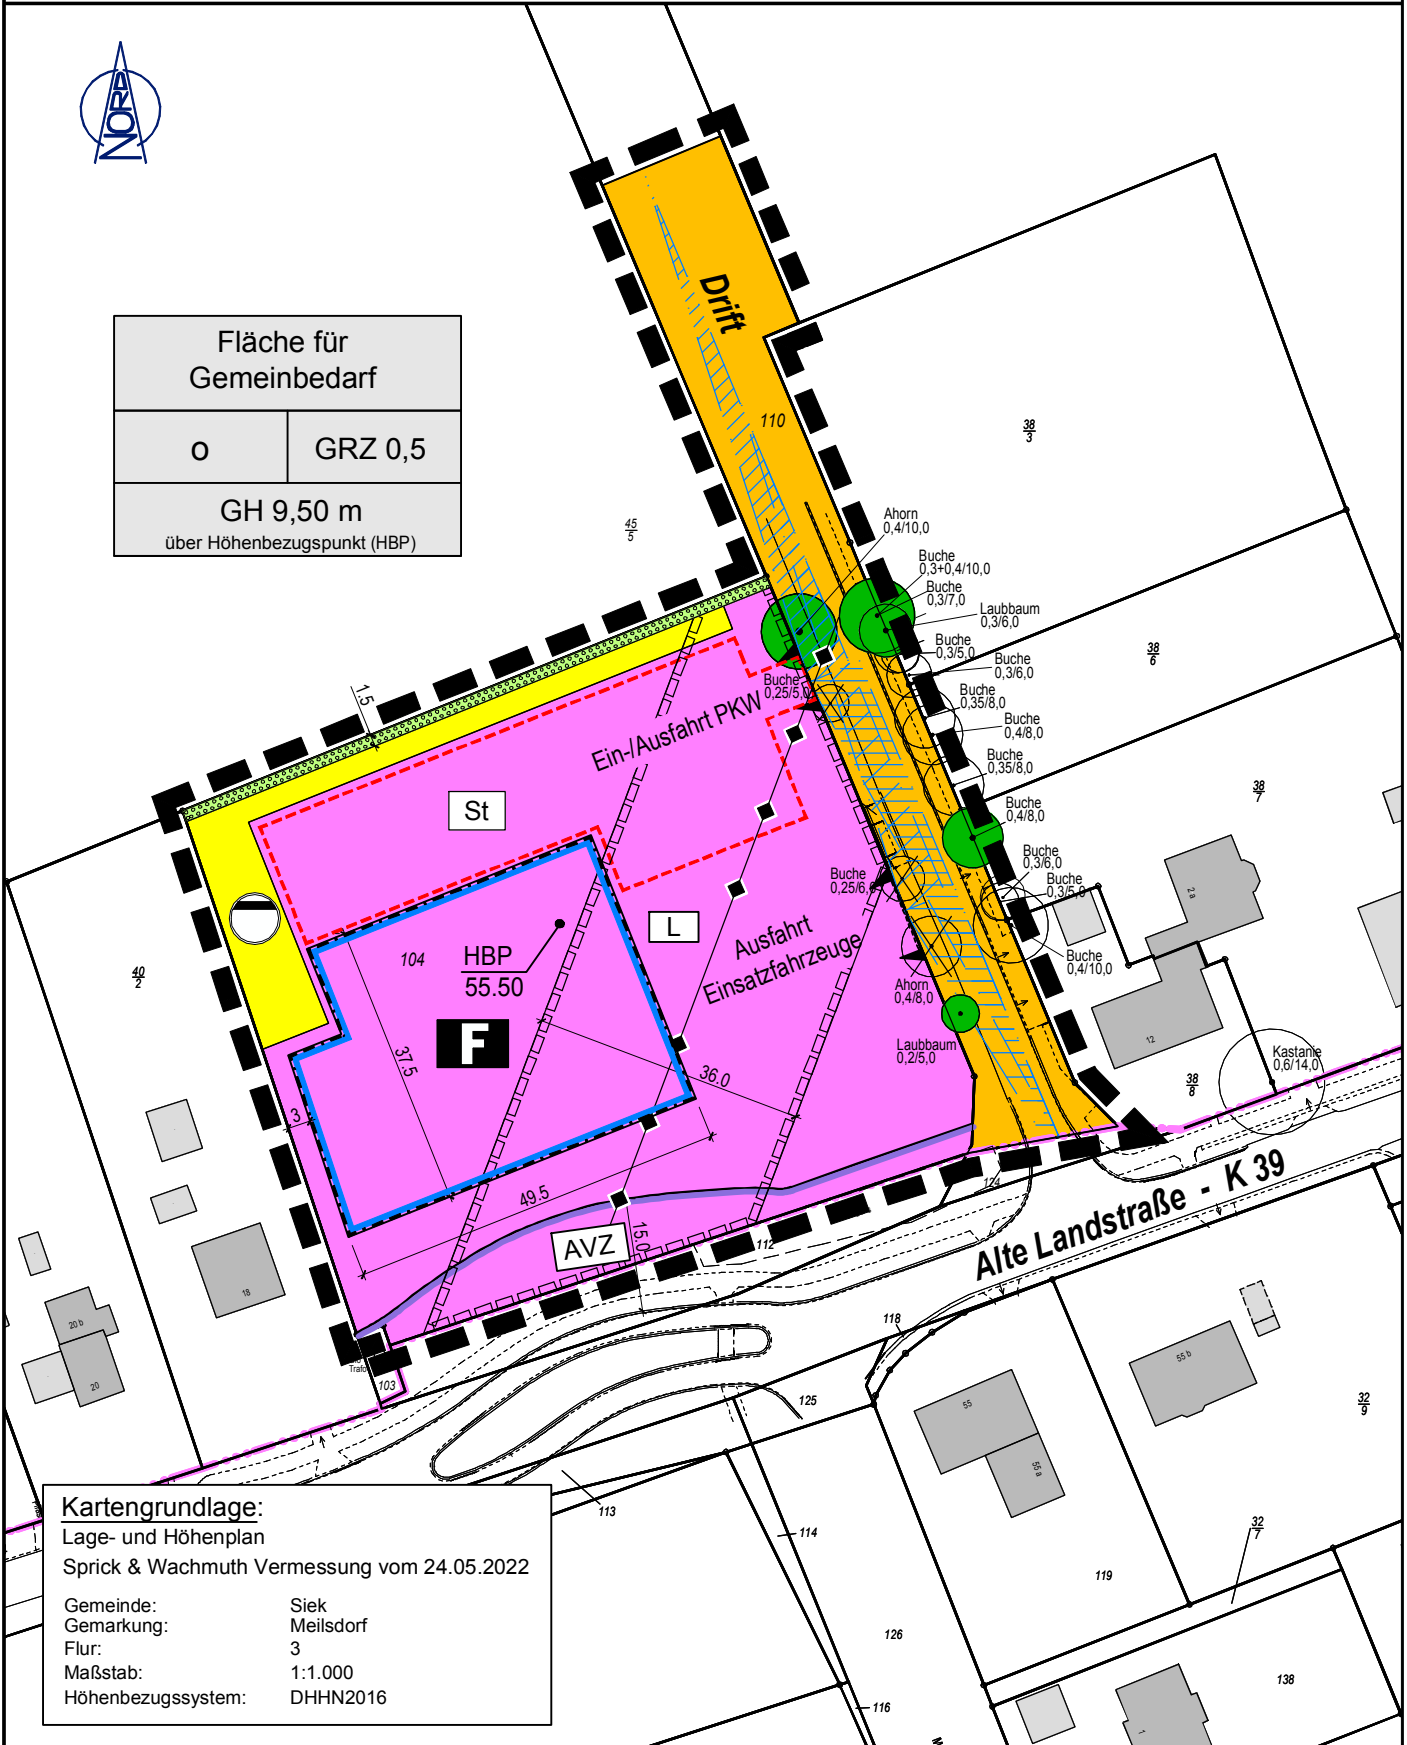 NORD
Fläche für
Gemeinbedarf
o
GRZ 0,5
GH 9,50 m
über Höhenbezugspunkt (HBP)
Drift
110
45
5
38
3
38
6
38
7
38
8
40
2
Ahorn
0,4/10,0
Buche
0,3+0,4/10,0
Buche
0,3/7,0
Laubbaum
0,3/6,0
Buche
0,3/5,0
Buche
0,3/6,0
Buche
0,35/8,0
Buche
0,4/8,0
Buche
0,35/8,0
Buche
0,4/8,0
Buche
0,3/6,0
Buche
0,3/5,0
Buche
0,4/10,0
Buche
0,25/5,0
Buche
0,25/6,0
Ahorn
0,4/8,0
Laubbaum
0,2/5,0
Kastanie
0,6/14,0
1.5
Ein-/Ausfahrt PKW
St
L
Ausfahrt
Einsatzfahrzeuge
104
HBP
55.50
F
37.5
36.0
3
49.5
15.0
AVZ
2 a
12
18
20 b
20
Trafo
103
112
124
Alte Landstraße - K 39
118
125
113
114
55
55 a
55 b
32
9
32
7
119
126
138
116
1
Kartengrundlage:
Lage- und Höhenplan
Sprick & Wachmuth Vermessung vom 24.05.2022
Gemeinde: Siek
Gemarkung: Meilsdorf
Flur: 3
Maßstab: 1:1.000
Höhenbezugssystem: DHHN2016